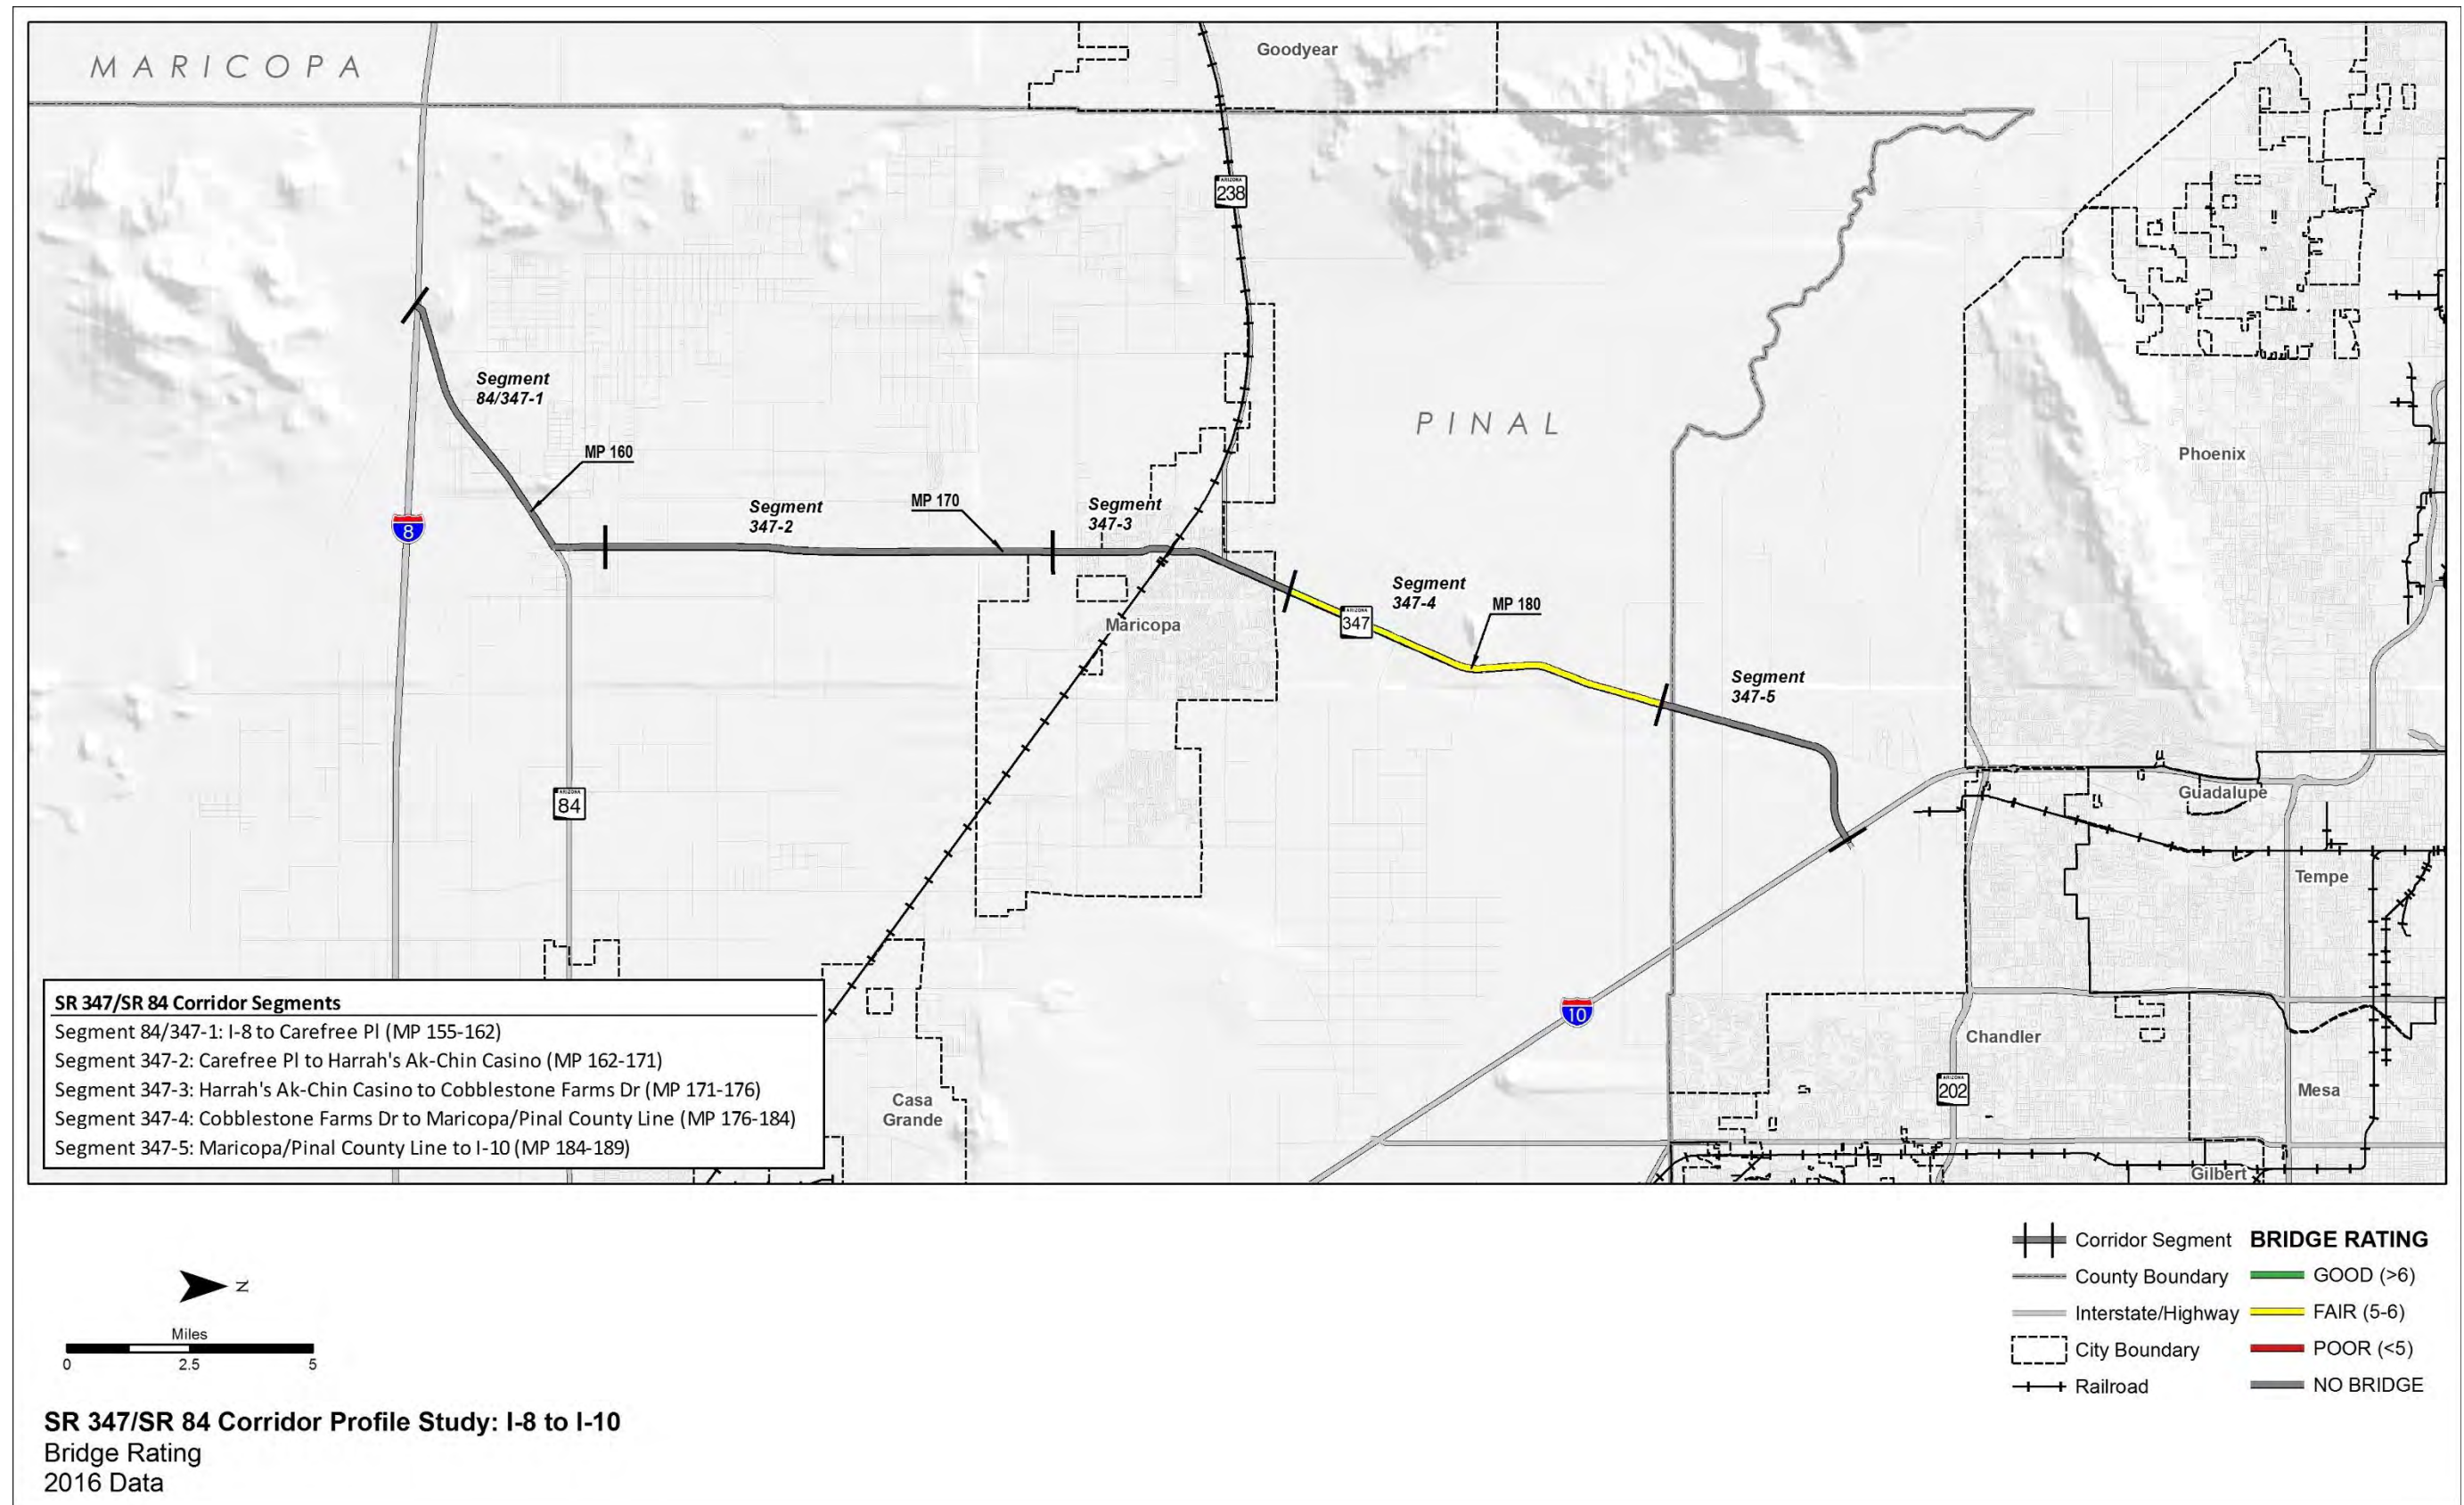 MARICOPA
Goodyear
ARIZONA
238
PINAL
Phoenix
Segment
84/347-1
MP 160
Segment
347-2
MP 170
Segment
347-3
8
Segment
347-4
MP 180
ARIZONA
347
Maricopa
Segment
347-5
ARIZONA
84
Guadalupe
Tempe
10
Chandler
ARIZONA
202
Mesa
Casa
Grande
Gilbert
SR 347/SR 84 Corridor Segments
Segment 84/347-1: I-8 to Carefree Pl (MP 155-162)
Segment 347-2: Carefree Pl to Harrah's Ak-Chin Casino (MP 162-171)
Segment 347-3: Harrah's Ak-Chin Casino to Cobblestone Farms Dr (MP 171-176)
Segment 347-4: Cobblestone Farms Dr to Maricopa/Pinal County Line (MP 176-184)
Segment 347-5: Maricopa/Pinal County Line to I-10 (MP 184-189)
N
Miles
0 2.5 5
Corridor Segment
County Boundary
Interstate/Highway
City Boundary
Railroad
BRIDGE RATING
GOOD (>6)
FAIR (5-6)
POOR (<5)
NO BRIDGE
SR 347/SR 84 Corridor Profile Study: I-8 to I-10
Bridge Rating
2016 Data